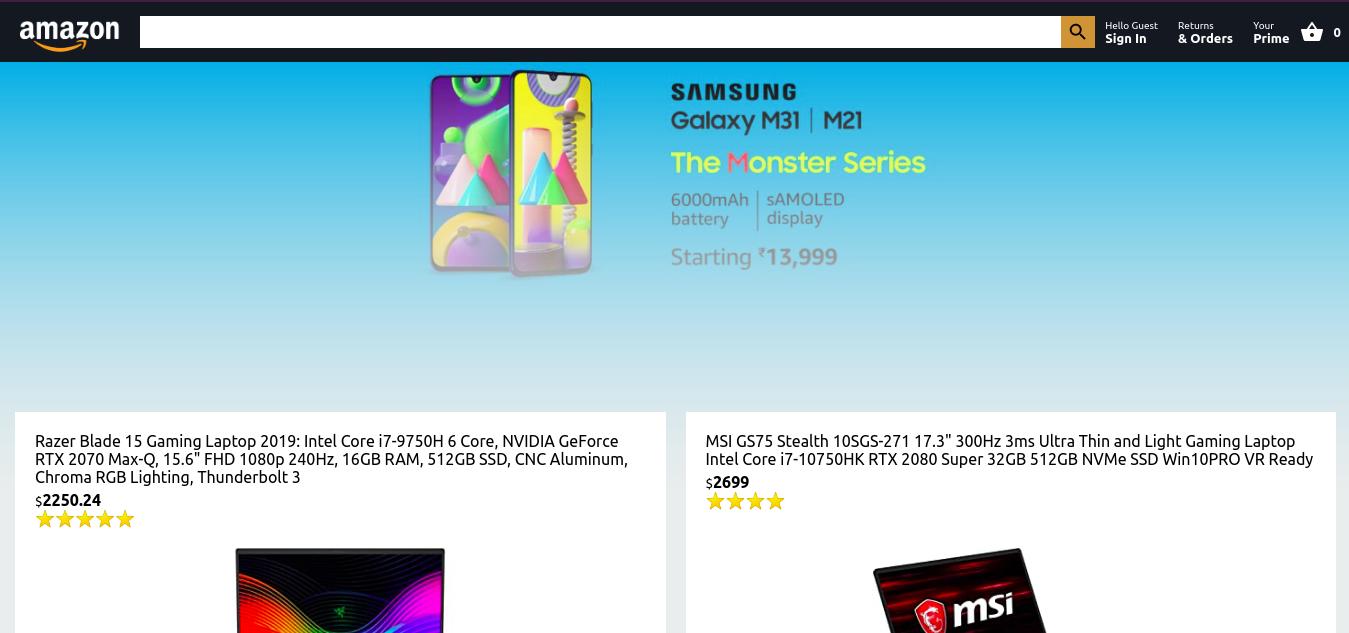 amazon
Hello Guest
Sign In
Returns
& Orders
Your
Prime
0
SAMSUNG
Galaxy M31 | M21
The Monster Series
6000mAh
battery
sAMOLED
display
Starting ₹13,999
Razer Blade 15 Gaming Laptop 2019: Intel Core i7-9750H 6 Core, NVIDIA GeForce
RTX 2070 Max-Q, 15.6" FHD 1080p 240Hz, 16GB RAM, 512GB SSD, CNC Aluminum,
Chroma RGB Lighting, Thunderbolt 3
$2250.24
MSI GS75 Stealth 10SGS-271 17.3" 300Hz 3ms Ultra Thin and Light Gaming Laptop
Intel Core i7-10750HK RTX 2080 Super 32GB 512GB NVMe SSD Win10PRO VR Ready
$2699
msi